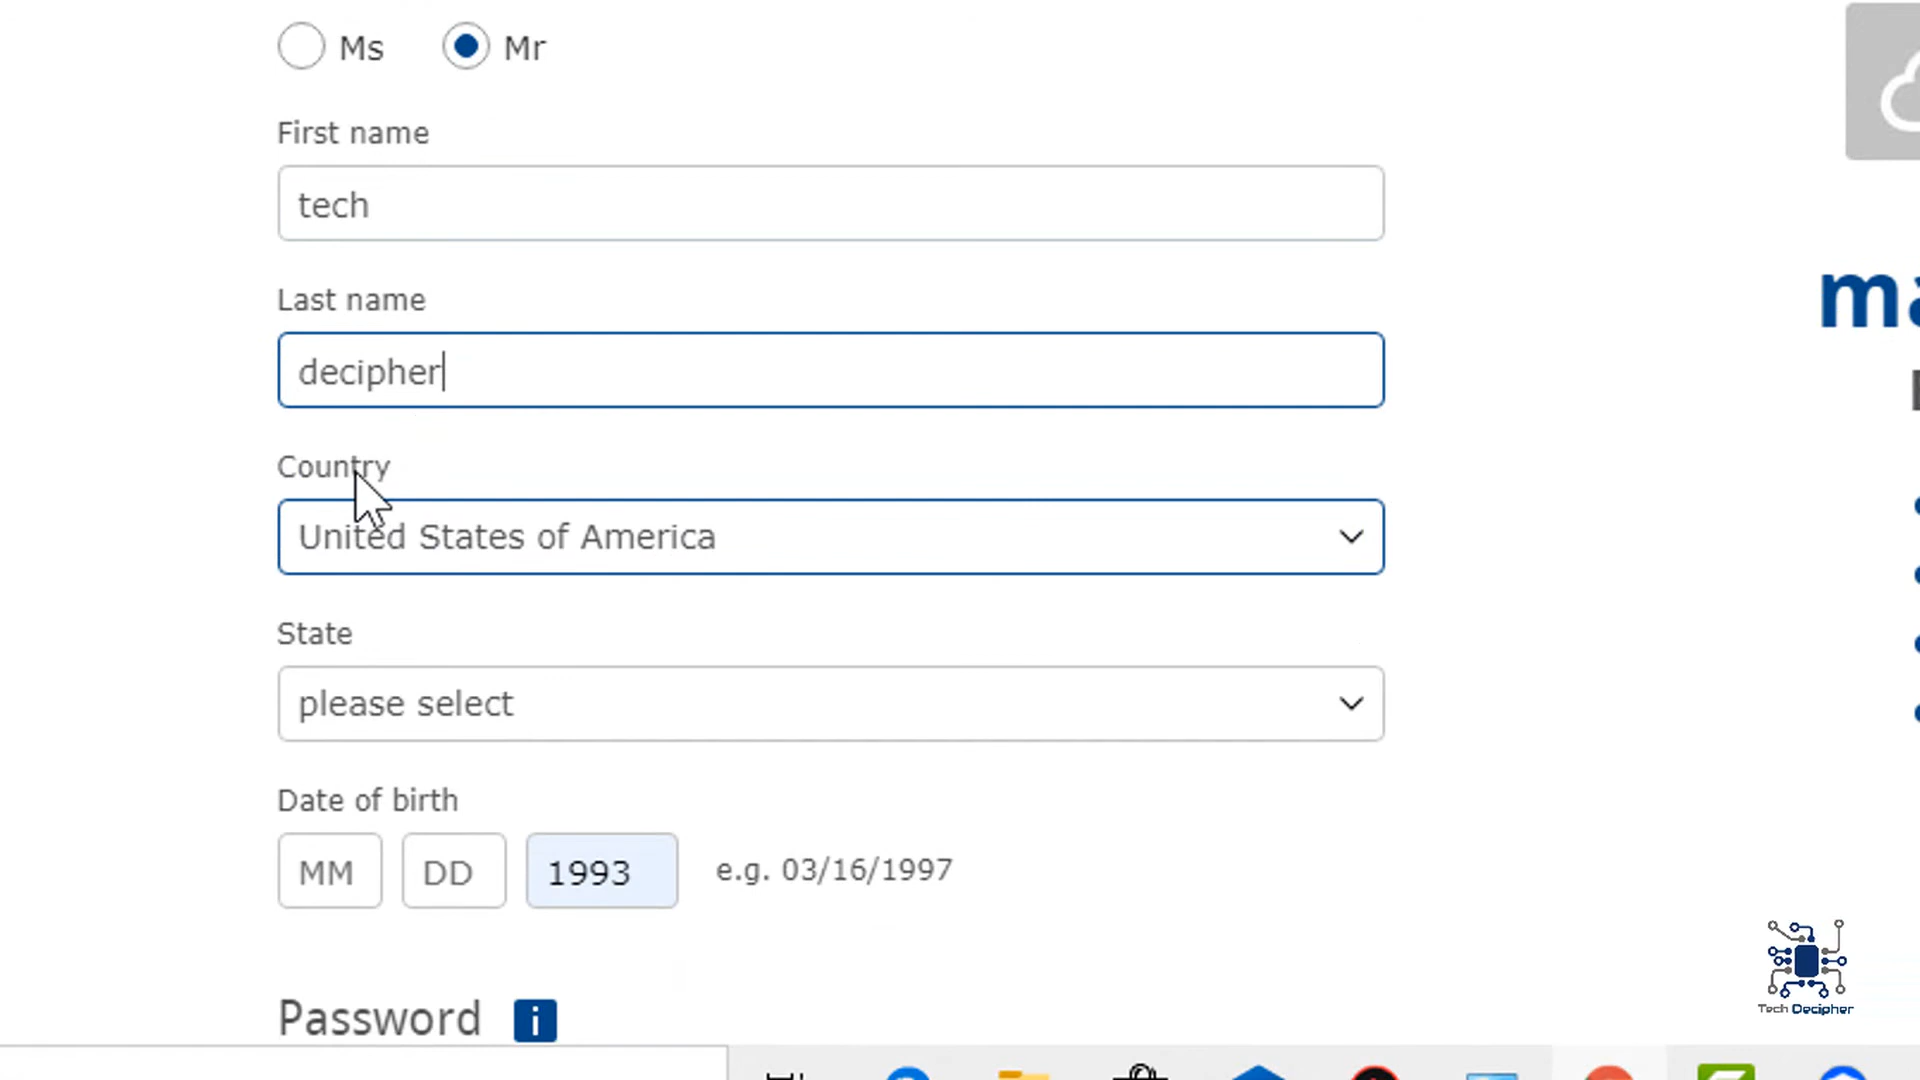 Ms Mr
First name
tech
Last name
decipher
Country
United States of America
State
please select
Date of birth
MM DD 1993 e.g. 03/16/1997
Password i
Tech Decipher